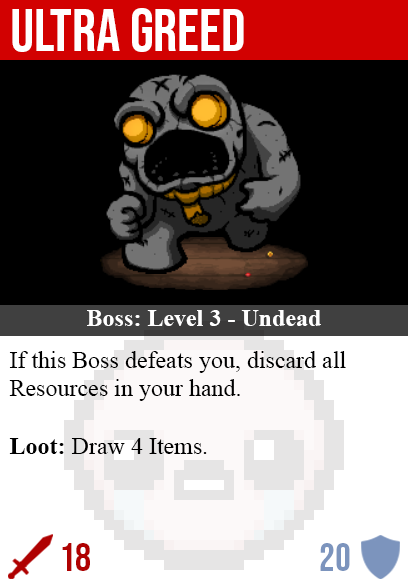 ULTRA GREED
Boss: Level 3 - Undead
If this Boss defeats you, discard all
Resources in your hand.
Loot: Draw 4 Items.
18
20